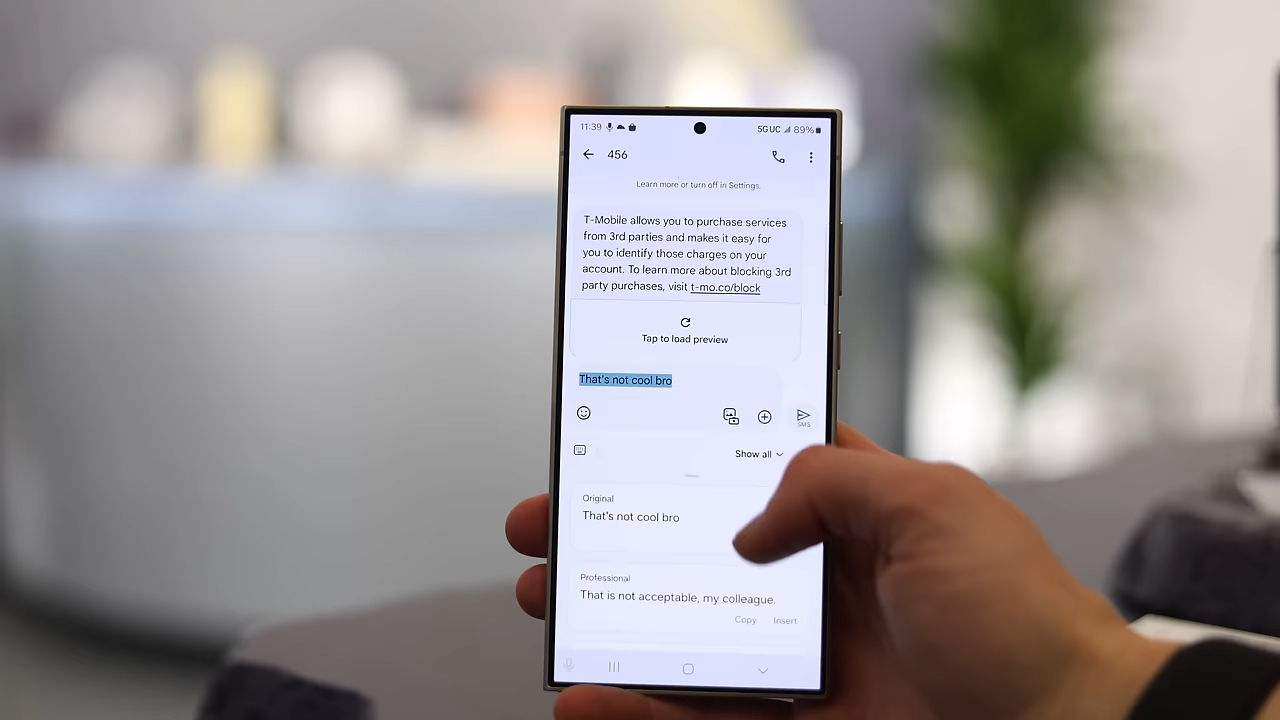 11:39 5G UC 89%
456
Learn more or turn off in Settings.
T-Mobile allows you to purchase services
from 3rd parties and makes it easy for
you to identify those charges on your
account. To learn more about blocking 3rd
party purchases, visit t-mo.co/block
Tap to load preview
That's not cool bro
SMS
Show all
Original
That's not cool bro
Professional
That is not acceptable, my colleague.
Copy Insert